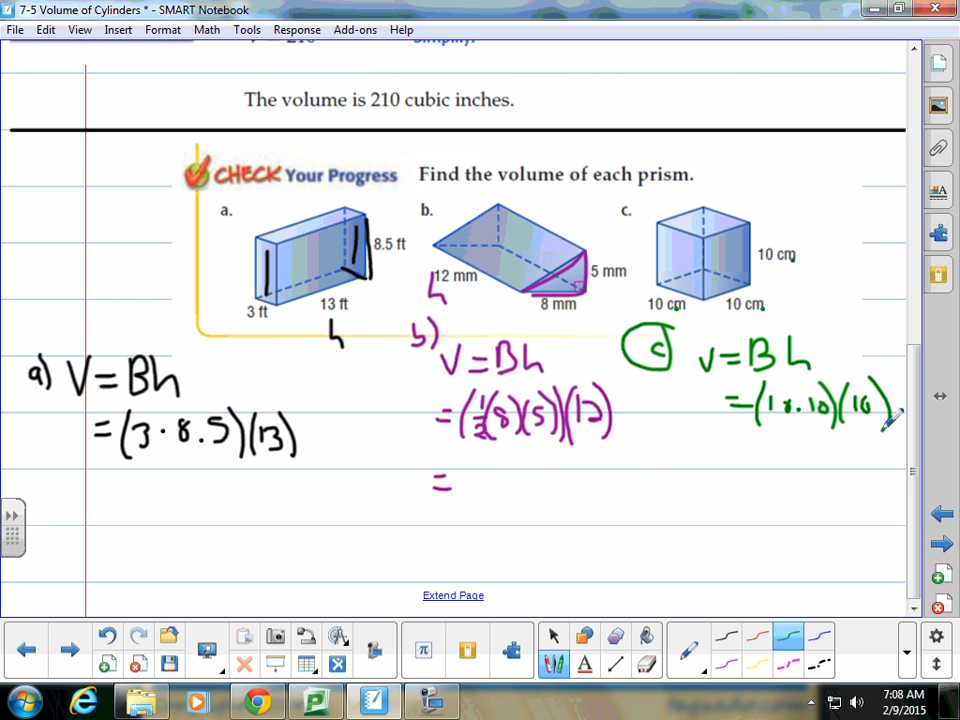 7-5 Volume of Cylinders * - SMART Notebook
File Edit View Insert Format Math Tools Response Add-ons Help
Simplify.
The volume is 210 cubic inches.
CHECK Your Progress Find the volume of each prism.
a. b. c.
8.5 ft
3 ft
13 ft
h
12 mm
h
5 mm
8 mm
10 cm
10 cm
10 cm
a) V = Bh
= (3 · 8.5)(13)
b)
V = Bh
= (1/2(8)(5))(12)
=
c) V = Bh
= (10 · 10)(10)
Extend Page
π
A
7:08 AM
2/9/2015